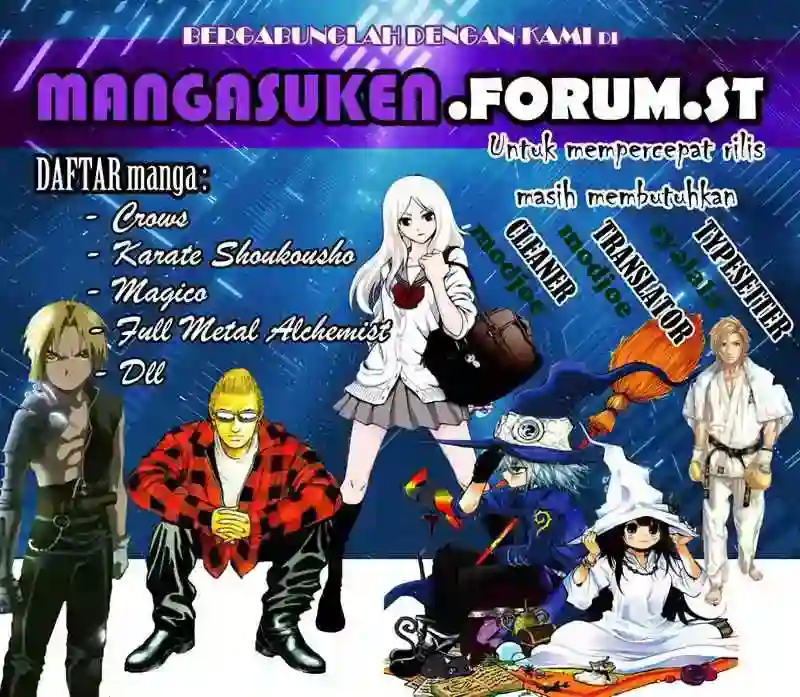 BERGABUNGLAH DENGAN KAMI DI
MANGASUKEN.FORUM.ST
Untuk mempercepat rilis
masih membutuhkan
DAFTAR manga :
- Crows
- Karate Shoukousho
- Magico
- Full Metal Alchemist
- Dll
CLEANER
modjoe
TRANSLATOR
modjoe
TYPESETTER